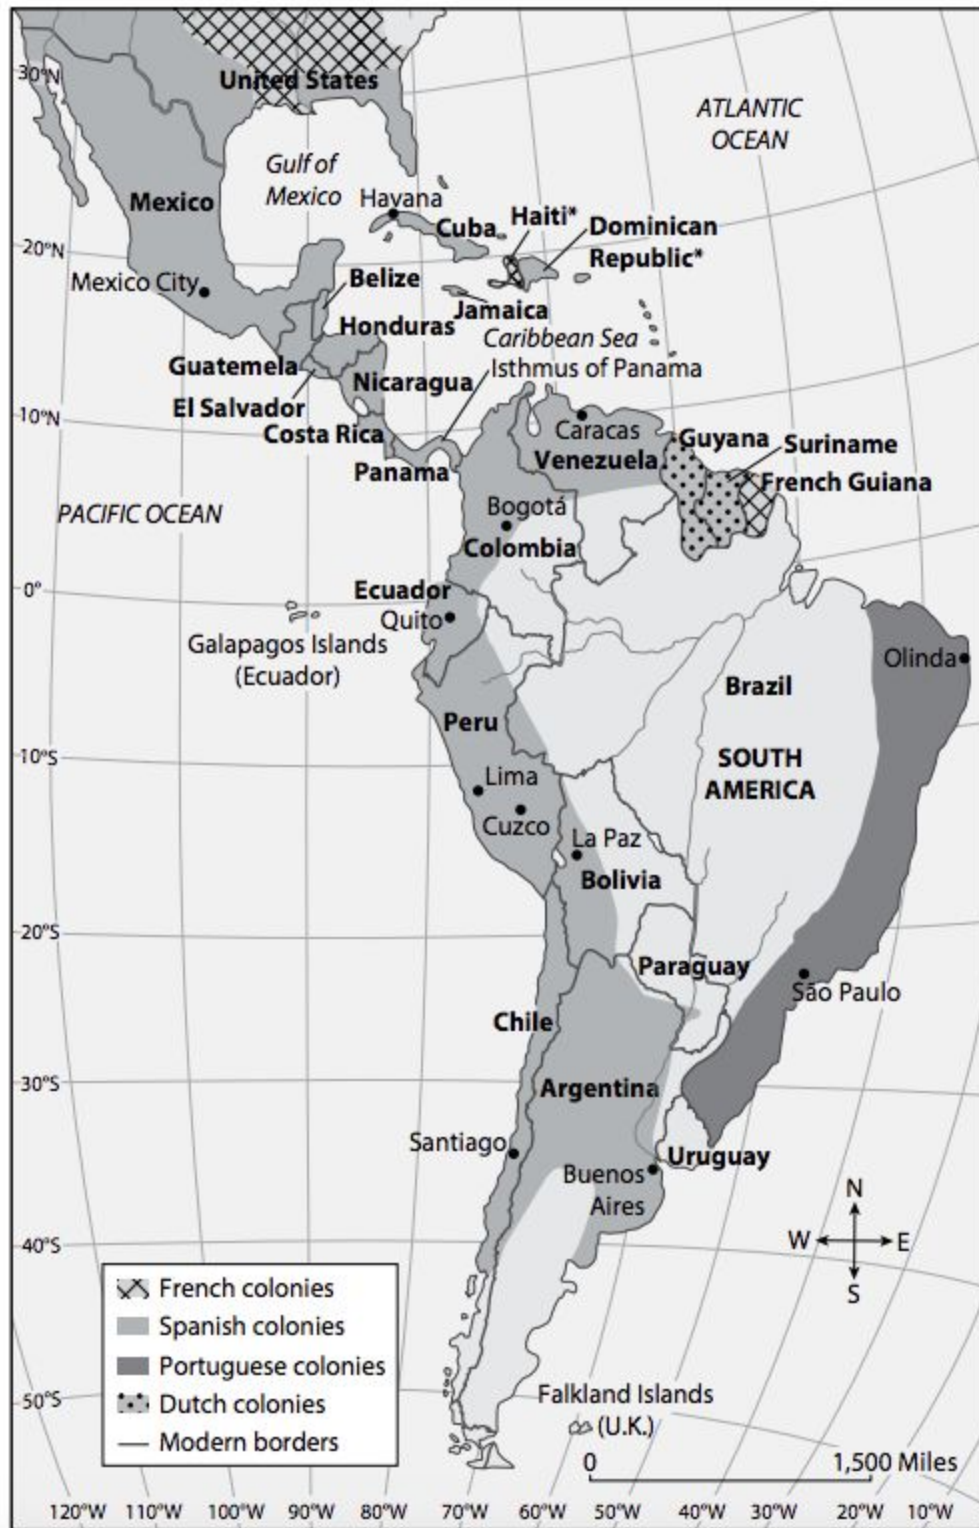 30°N
United States
ATLANTIC
OCEAN
Gulf of
Mexico
Havana
Mexico
Cuba
Haiti*
Dominican
Republic*
20°N
Mexico City
Belize
Jamaica
Honduras
Caribbean Sea
Guatemela
Isthmus of Panama
Nicaragua
El Salvador
10°N
Costa Rica
Caracas
Guyana
Suriname
Panama
Venezuela
French Guiana
PACIFIC OCEAN
Bogotá
Colombia
0°
Ecuador
Quito
Galapagos Islands
(Ecuador)
Olinda
Brazil
Peru
10°S
SOUTH
AMERICA
Lima
Cuzco
La Paz
Bolivia
20°S
Paraguay
São Paulo
Chile
30°S
Argentina
Santiago
Uruguay
Buenos
Aires
N
W
E
S
40°S
French colonies
Spanish colonies
Portuguese colonies
Dutch colonies
Modern borders
50°S
Falkland Islands
(U.K.)
0
1,500 Miles
120°W
110°W
100°W
90°W
80°W
70°W
60°W
50°W
40°W
30°W
20°W
10°W
0°